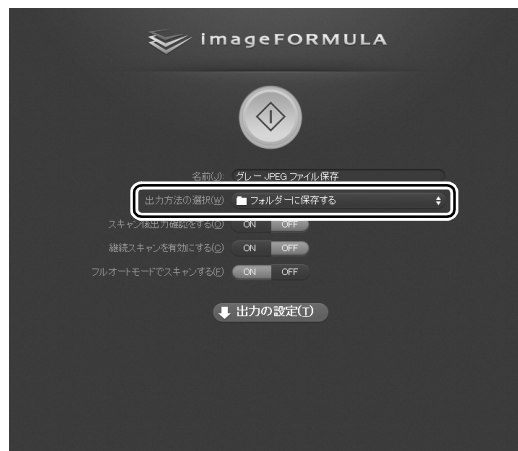 imageFORMULA
名前(J): グレー JPEG ファイル保存
出力方法の選択(W) フォルダーに保存する
スキャン後出力確認をする(O) ON OFF
継続スキャンを有効にする(C) ON OFF
フルオートモードでスキャンする(F) ON OFF
出力の設定(T)